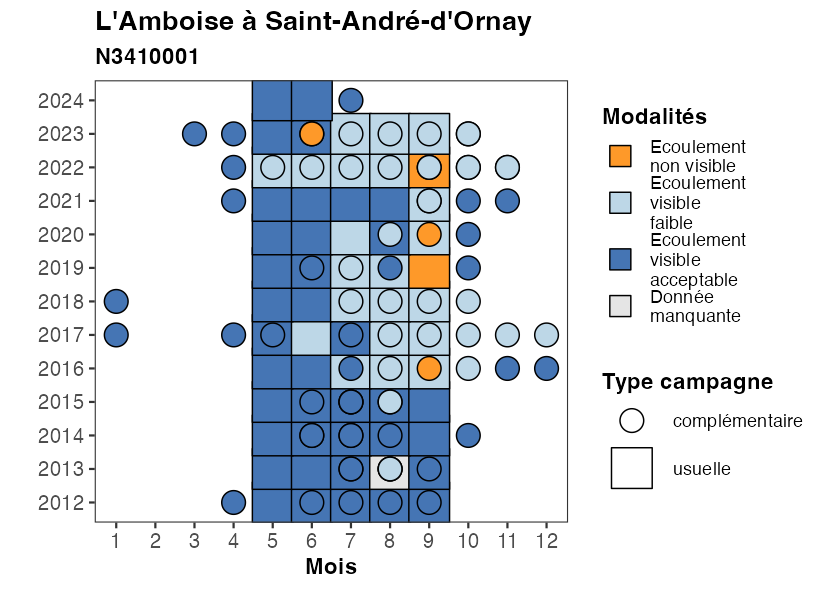 L'Amboise à Saint-André-d'Ornay
N3410001
2024
2023
2022
2021
2020
2019
2018
2017
2016
2015
2014
2013
2012
1 2 3 4 5 6 7 8 9 10 11 12
Mois
Modalités
Ecoulement
non visible
Ecoulement
visible
faible
Ecoulement
visible
acceptable
Donnée
manquante
Type campagne
complémentaire
usuelle